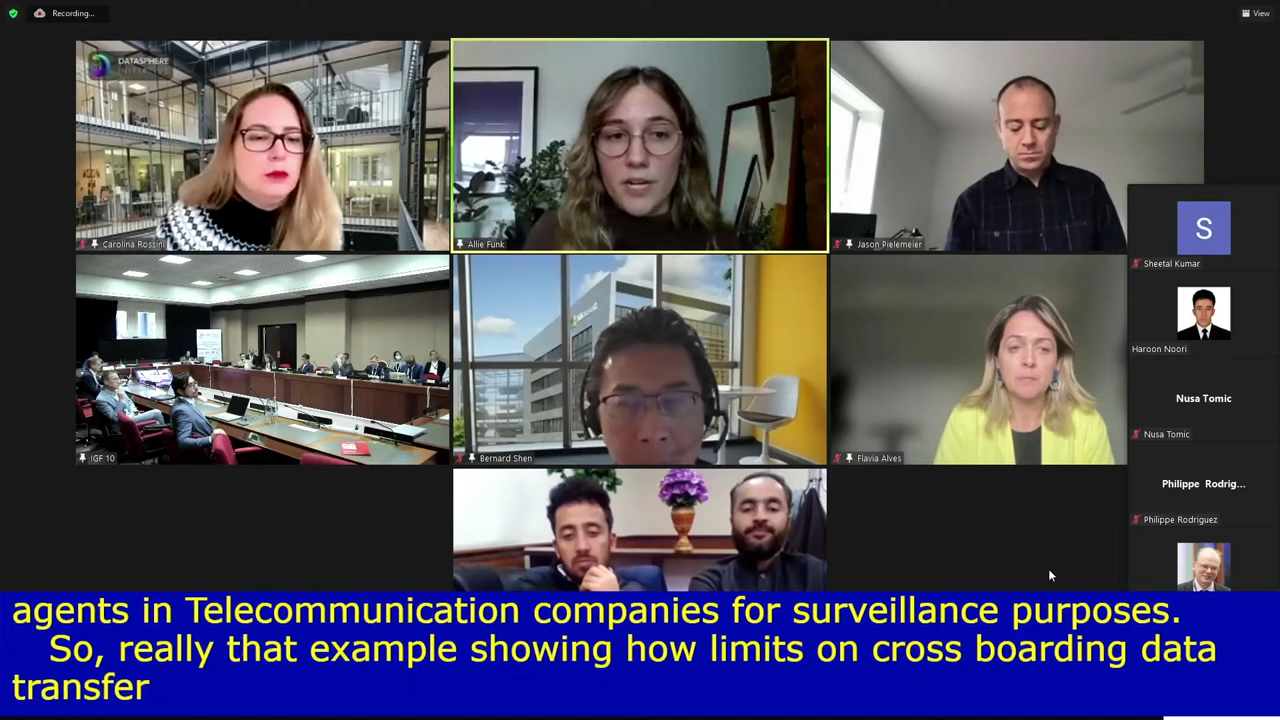 Recording...
View
DATASPHERE
INITIATIVE
Carolina Rossini
Allie Funk
Jason Pielemeier
S
Sheetal Kumar
Haroon Noori
Nusa Tomic
Nusa Tomic
IGF 10
Bernard Shen
Flavia Alves
Philippe Rodrig...
Philippe Rodriguez
agents in Telecommunication companies for surveillance purposes.
So, really that example showing how limits on cross boarding data
transfer